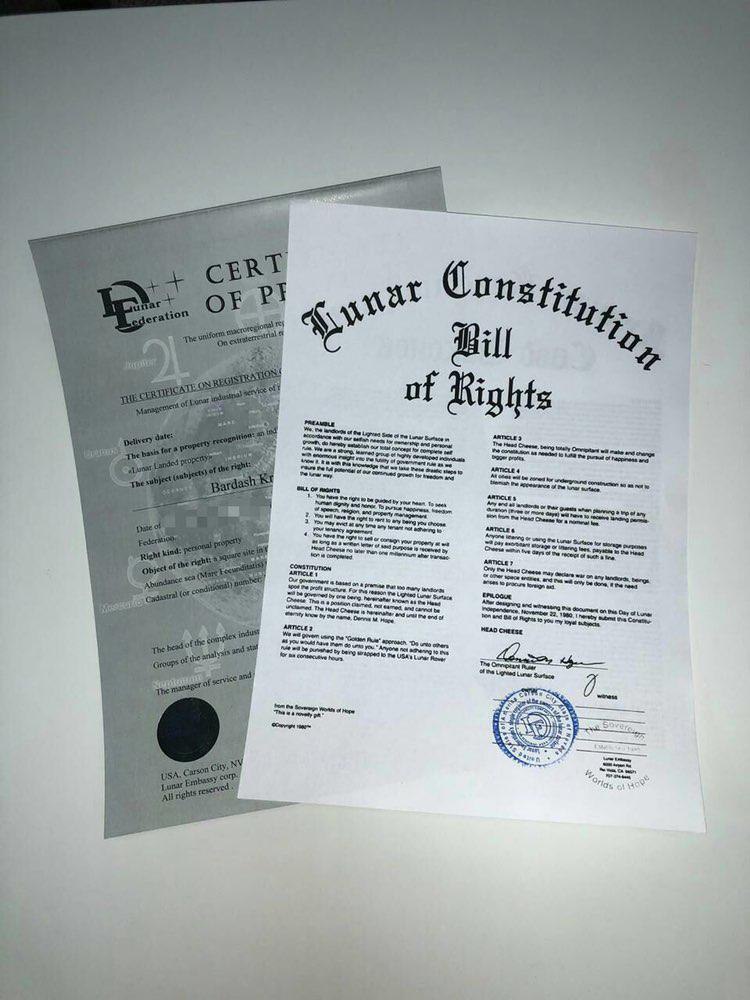 Lunar
Federation
CERT
OF PR
The uniform macroregional reg
On extraterrestrial re
Jupiter
THE CERTIFICATE ON REGISTRATION
Management of Lunar industrial service of
Delivery date:
The basis for a property recognition: an ind
«Lunar Landed property»
The subject (subjects) of the right:
Bardash Kr
Date of
Federation:
Right kind: personal property
Object of the right: a square site in
Abundance sea (Mare Fecunditatis)
Cadastral (or conditional) number:
The head of the complex indust
Groups of the analysis and sta
The manager of service and
USA, Carson City, NV
Lunar Embassy corp.
All rights reserved .
Lunar Constitution
Bill
of Rights
PREAMBLE
We, the landlords of the Lighted Side of the Lunar Surface in
accordance with our selfish needs for ownership and personal
growth, do hereby establish our total concept for complete self
rule. We are a strong, learned group of highly developed individuals
with enormous insight into the futility of government rule as we
know it. It is with this knowledge that we take these drastic steps to
insure the full potential of our continued growth for freedom and
the lunar way.
BILL OF RIGHTS
1. You have the right to be guided by your heart. To seek
human dignity and honor. To pursue happiness, freedom
of speech, religion, and property management.
2. You will have the right to rent to any being you choose.
3. You may evict at any time any tenant not adhering to
your tenancy agreement.
4. You have the right to sell or consign your property at will
as long as a written letter of said purpose is received by
Head Cheese no later than one millennium after transac-
tion is completed.
CONSTITUTION
ARTICLE 1
Our government is based on a premise that too many landlords
spoil the profit structure. For this reason the Lighted Lunar Surface
will be governed by one being, hereinafter known as the Head
Cheese. This is a position claimed, not earned, and cannot be
unclaimed. The Head Cheese is hereinafter and until the end of
eternity know by the name, Dennis M. Hope.
ARTICLE 2
We will govern using the "Golden Rule" approach. "Do unto others
as you would have them do unto you." Anyone not adhering to this
rule will be punished by being strapped to the USA's Lunar Rover
for six consecutive hours.
from the Sovereign Worlds of Hope
"This is a novelty gift."
©Copyright 1980™
ARTICLE 3
The Head Cheese, being totally Omnipitant will make and change
the constitution as needed to fulfill the pursuit of happiness and
bigger profits.
ARTICLE 4
All cities will be zoned for underground construction so as not to
blemish the appearance of the lunar surface.
ARTICLE 5
All landlords or their guests when planning a trip of any
duration (three or more days) will have to receive landing permis-
sion from the Head Cheese for a nominal fee.
ARTICLE 6
Anyone littering or using the Lunar Surface for storage purposes
will pay exorbitant storage or littering fees, payable to the Head
Cheese within five days of the receipt of such a line.
ARTICLE 7
Only the Head Cheese may declare war on any landlords, beings,
or other space entities, and this will only be done, if the need
arises to procure foreign aid.
EPILOGUE
After designing and witnessing this document on this Day of Lunar
Independence, November 22, 1980, I hereby submit this Constitu-
tion and Bill of Rights to you my loyal subjects.
HEAD CHEESE
The Omnipitant Ruler
of the Lighted Lunar Surface
witness
The Sovereign
Worlds of Hope
Lunar Embassy
Rio Vista, CA 94571